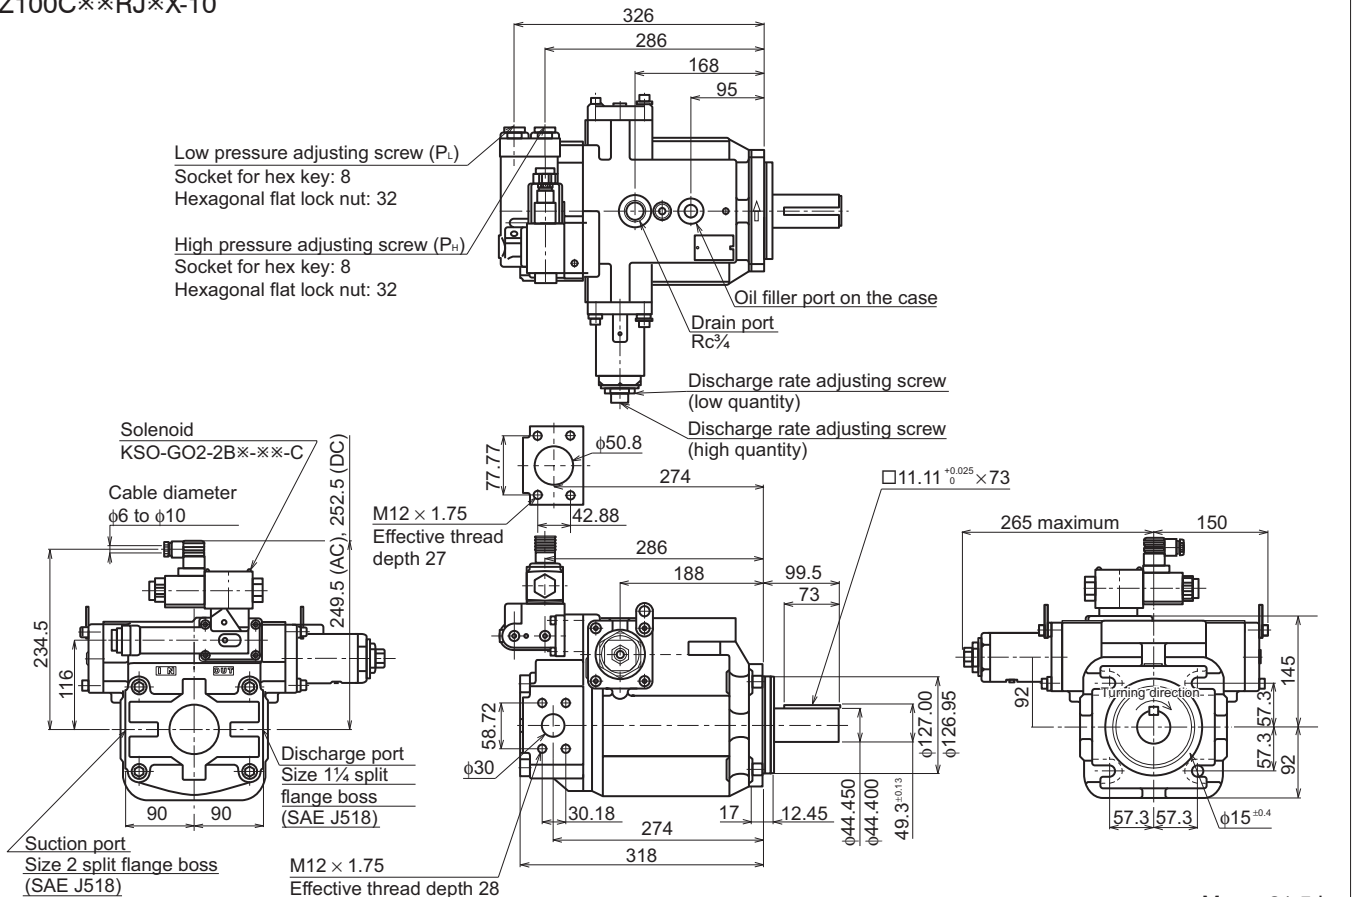 Z100C※※RJ※X-10
326
286
168
95
Low pressure adjusting screw (PL)
Socket for hex key: 8
Hexagonal flat lock nut: 32
High pressure adjusting screw (PH)
Socket for hex key: 8
Hexagonal flat lock nut: 32
Oil filler port on the case
Drain port
Rc¾
Discharge rate adjusting screw
(low quantity)
Discharge rate adjusting screw
(high quantity)
Solenoid
KSO-GO2-2B※-※※-C
Cable diameter
φ6 to φ10
249.5 (AC), 252.5 (DC)
234.5
116
IN
OUT
90
90
Discharge port
Size 1¼ split
flange boss
(SAE J518)
Suction port
Size 2 split flange boss
(SAE J518)
77.77
φ50.8
274
42.88
M12 × 1.75
Effective thread
depth 27
□11.11 +0.025 0 ×73
286
188
99.5
73
58.72
φ30
30.18
17
12.45
274
318
M12 × 1.75
Effective thread depth 28
φ127.00
φ126.95
φ44.450
φ44.400
49.3±0.13
265 maximum
150
Turning direction
92
145
57.3
57.3
92
57.3
57.3
φ15 ±0.4